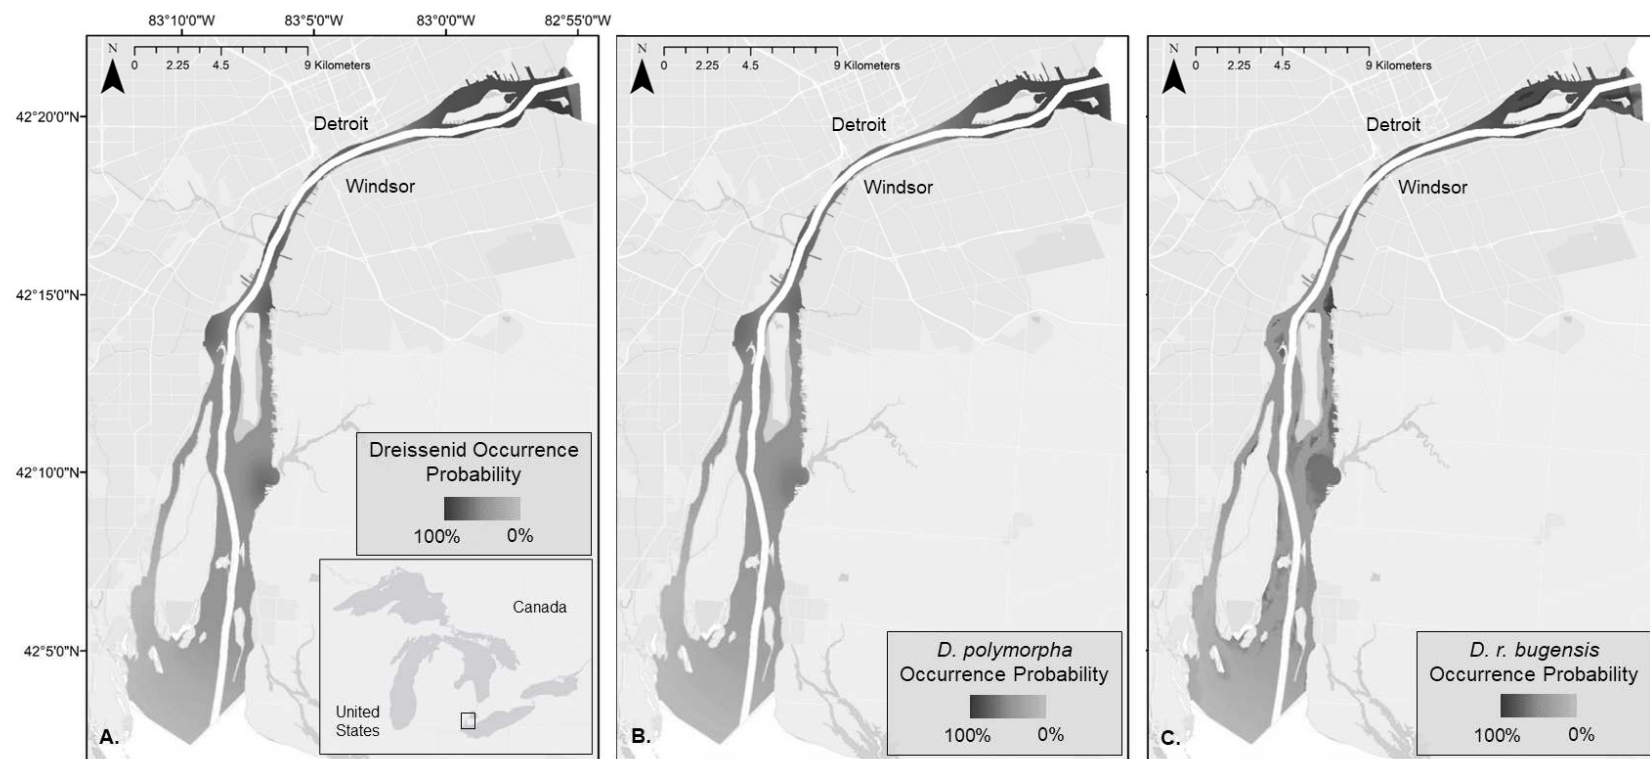 83°10'0"W 83°5'0"W 83°0'0"W 82°55'0"W
42°20'0"N
42°15'0"N
42°10'0"N
42°5'0"N
N
0 2.25 4.5 9 Kilometers
Detroit
Windsor
Dreissenid Occurrence
Probability
100% 0%
Canada
United
States
A.
N
0 2.25 4.5 9 Kilometers
Detroit
Windsor
D. polymorpha
Occurrence Probability
100% 0%
B.
N
0 2.25 4.5 9 Kilometers
Detroit
Windsor
D. r. bugensis
Occurrence Probability
100% 0%
C.